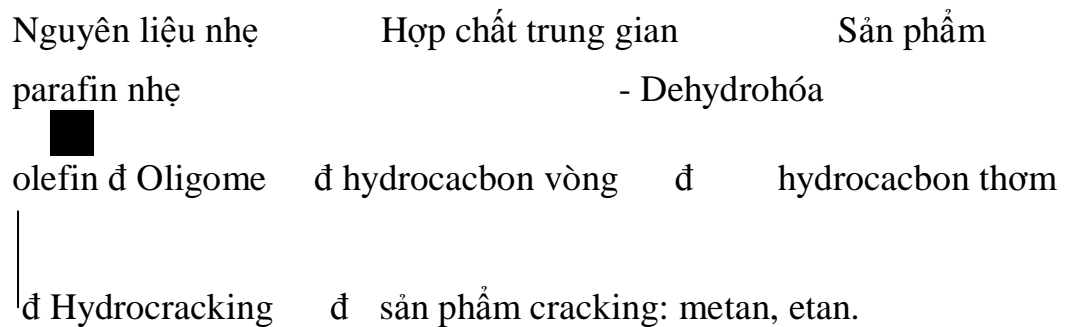 Nguyên liệu nhẹ Hợp chất trung gian Sản phẩm
parafin nhẹ - Dehydrohóa
olefin đ Oligome đ hydrocacbon vòng đ hydrocacbon thơm
đ Hydrocracking đ sản phẩm cracking: metan, etan.